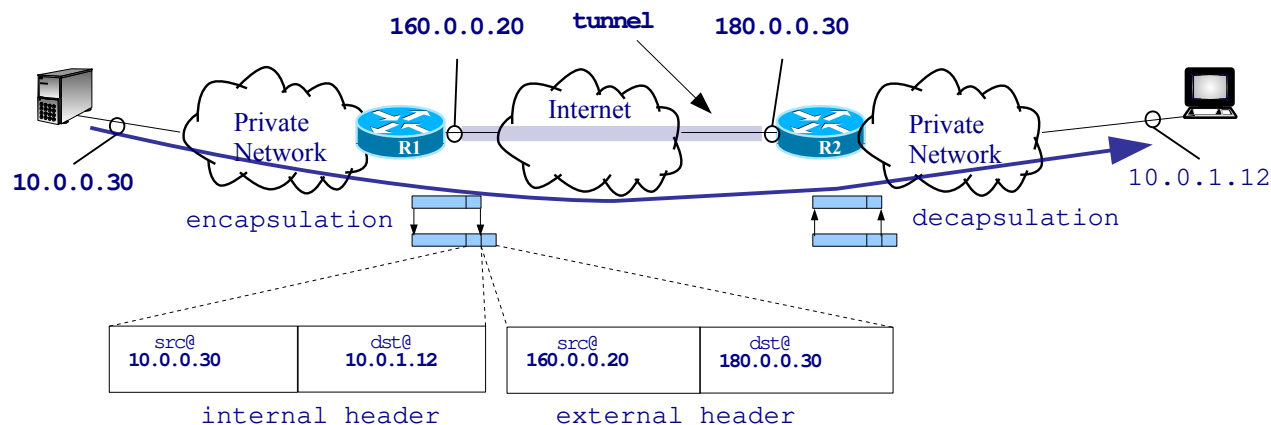 160.0.0.20
tunnel
180.0.0.30
Internet
Private
Network
R1
R2
Private
Network
10.0.0.30
10.0.1.12
encapsulation
decapsulation
src@
10.0.0.30
dst@
10.0.1.12
src@
160.0.0.20
dst@
180.0.0.30
internal header
external header